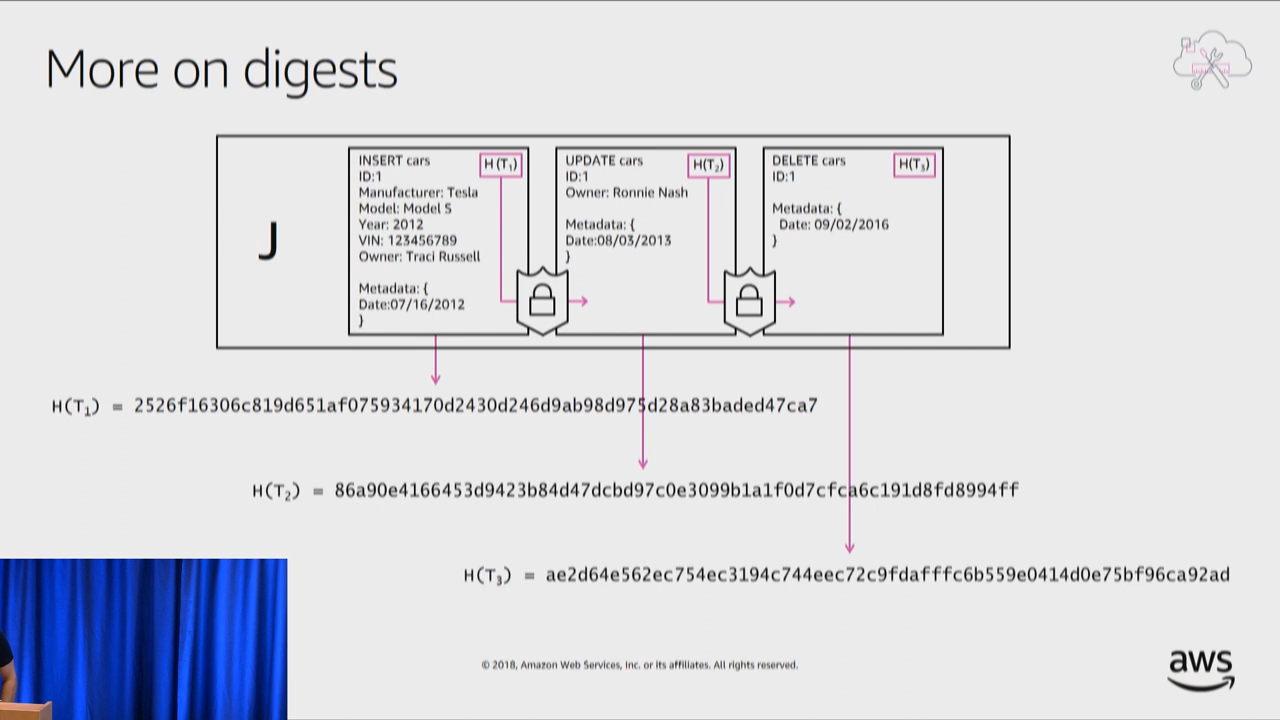 More on digests
J
INSERT cars
H(T₁)
ID:1
Manufacturer: Tesla
Model: Model S
Year: 2012
VIN: 123456789
Owner: Traci Russell
Metadata: {
Date:07/16/2012
}
UPDATE cars
H(T₂)
ID:1
Owner: Ronnie Nash
Metadata: {
Date:08/03/2013
}
DELETE cars
H(T₃)
ID:1
Metadata: {
Date: 09/02/2016
}
H(T₁) = 2526f16306c819d651af075934170d2430d246d9ab98d975d28a83baded47ca7
H(T₂) = 86a90e4166453d9423b84d47dcbd97c0e3099b1a1f0d7cfca6c191d8fd8994ff
H(T₃) = ae2d64e562ec754ec3194c744eec72c9fdafffc6b559e0414d0e75bf96ca92ad
© 2018, Amazon Web Services, Inc. or its affiliates. All rights reserved.
aws